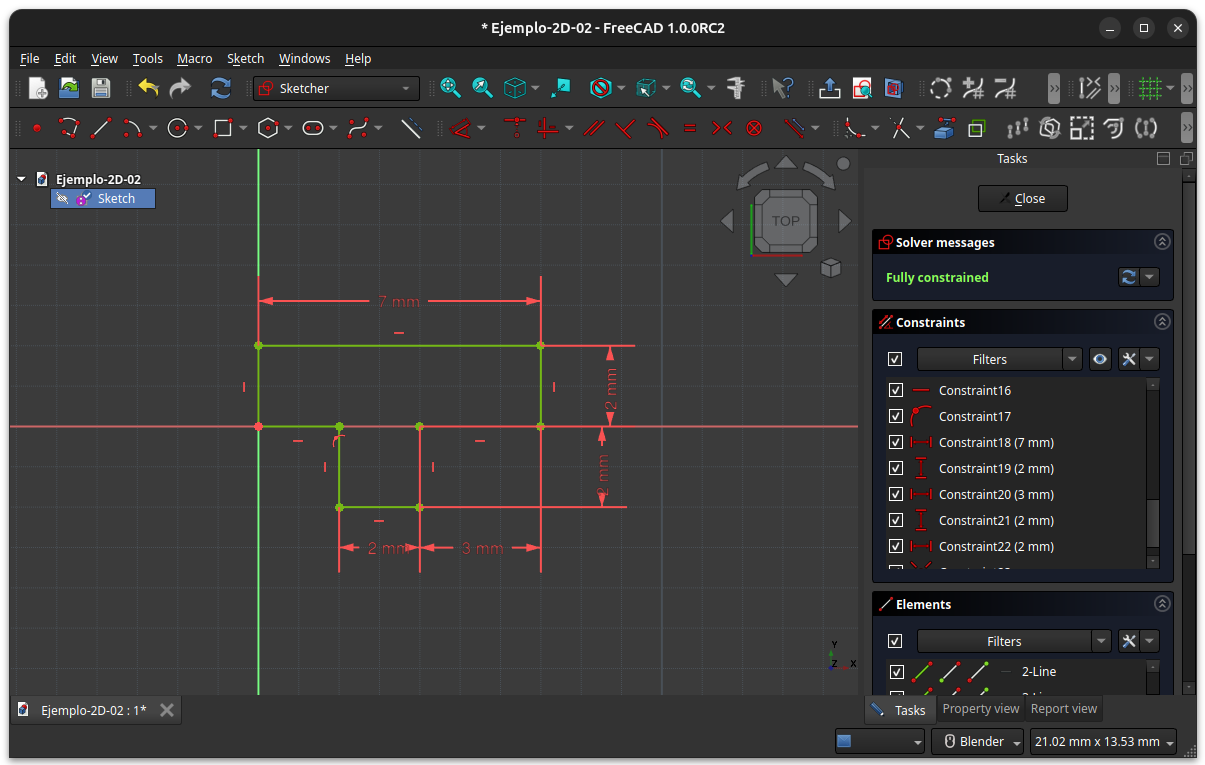 * Ejemplo-2D-02 - FreeCAD 1.0.0RC2
File Edit View Tools Macro Sketch Windows Help
Sketcher
Tasks
Ejemplo-2D-02
Sketch
TOP
Close
Solver messages
Fully constrained
7 mm
Constraints
Filters
2 mm
Constraint16
Constraint17
Constraint18 (7 mm)
2 mm
Constraint19 (2 mm)
Constraint20 (3 mm)
Constraint21 (2 mm)
2 mm
3 mm
Constraint22 (2 mm)
Elements
Filters
Y
Z
X
2-Line
Ejemplo-2D-02 : 1*
Tasks
Property view
Report view
Blender
21.02 mm x 13.53 mm